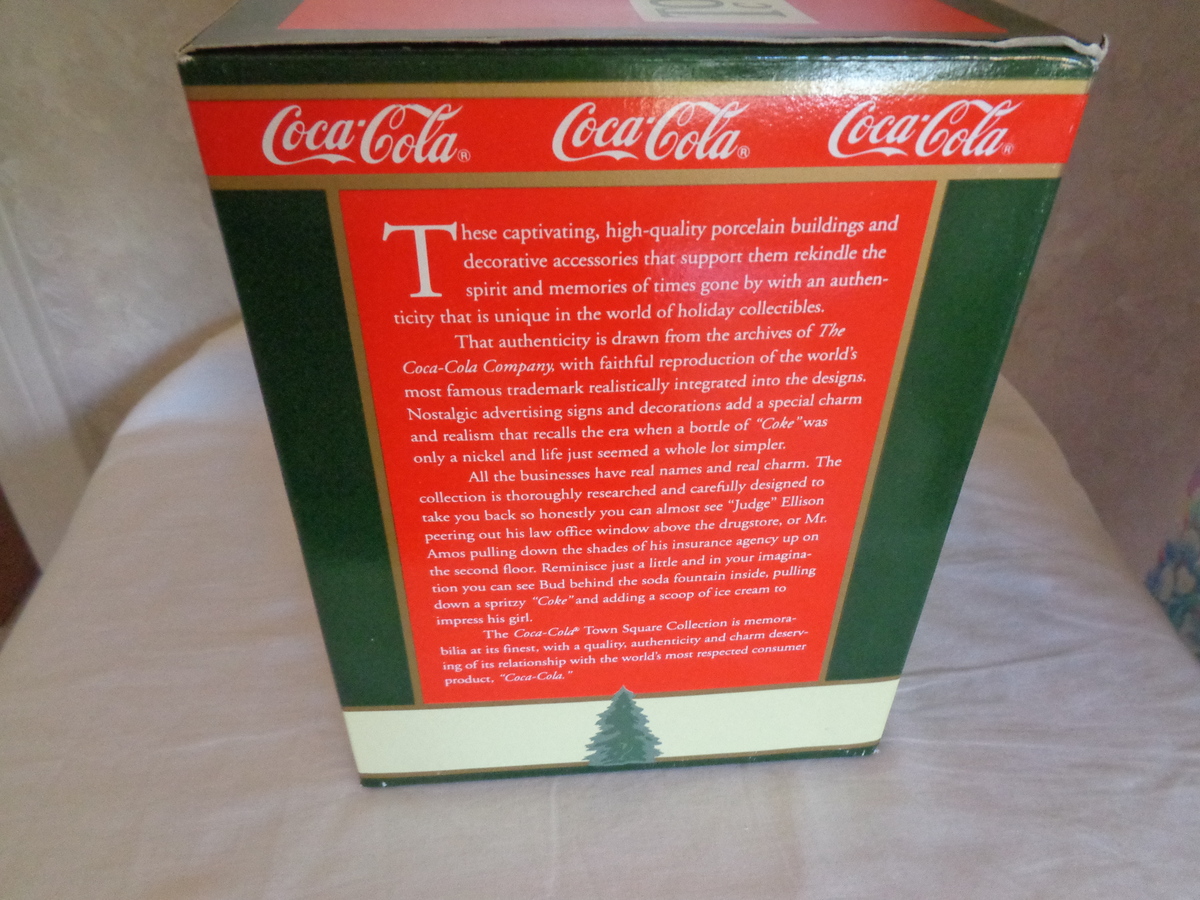 Coca-Cola® Coca-Cola® Coca-Cola®
These captivating, high-quality porcelain buildings and
decorative accessories that support them rekindle the
spirit and memories of times gone by with an authen-
ticity that is unique in the world of holiday collectibles.
That authenticity is drawn from the archives of The
Coca-Cola Company, with faithful reproduction of the world's
most famous trademark realistically integrated into the designs.
Nostalgic advertising signs and decorations add a special charm
and realism that recalls the era when a bottle of "Coke" was
only a nickel and life just seemed a whole lot simpler.
All the businesses have real names and real charm. The
collection is thoroughly researched and carefully designed to
take you back so honestly you can almost see "Judge" Ellison
peering out his law office window above the drugstore, or Mr.
Amos pulling down the shades of his insurance agency up on
the second floor. Reminisce just a little and in your imagina-
tion you can see Bud behind the soda fountain inside, pulling
down a spritzy "Coke" and adding a scoop of ice cream to
impress his girl.
The Coca-Cola® Town Square Collection is memora-
bilia at its finest, with a quality, authenticity and charm deserv-
ing of its relationship with the world's most respected consumer
product, "Coca-Cola."